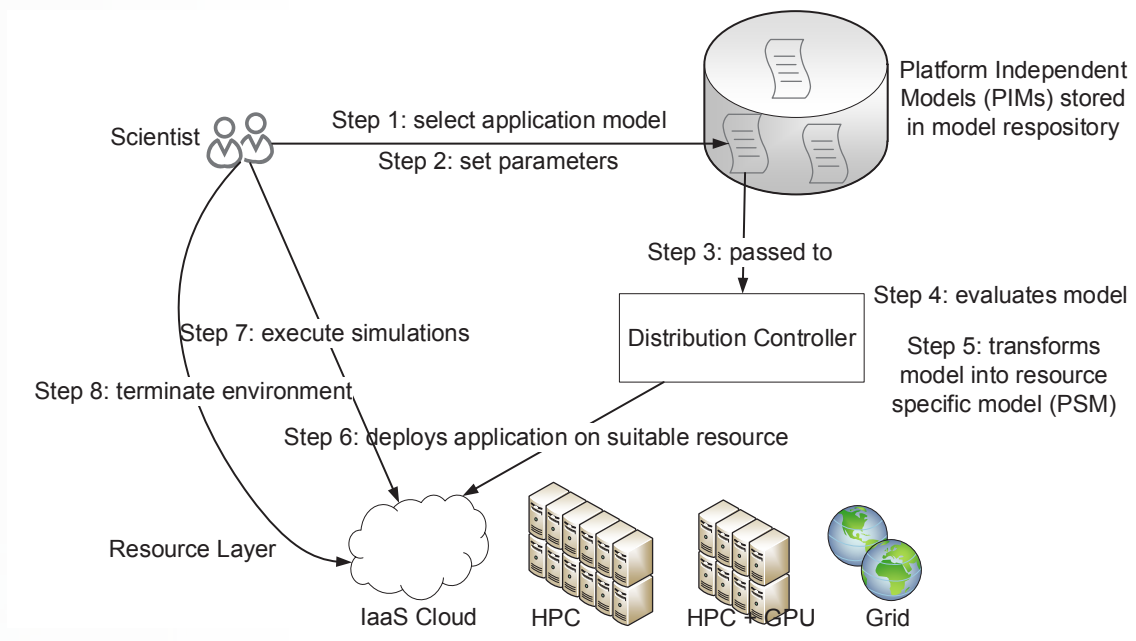 Platform Independent
Models (PIMs) stored
in model respository
Scientist
Step 1: select application model
Step 2: set parameters
Step 3: passed to
Step 4: evaluates model
Distribution Controller
Step 5: transforms
model into resource
specific model (PSM)
Step 7: execute simulations
Step 8: terminate environment
Step 6: deploys application on suitable resource
Resource Layer
IaaS Cloud
HPC
HPC + GPU
Grid